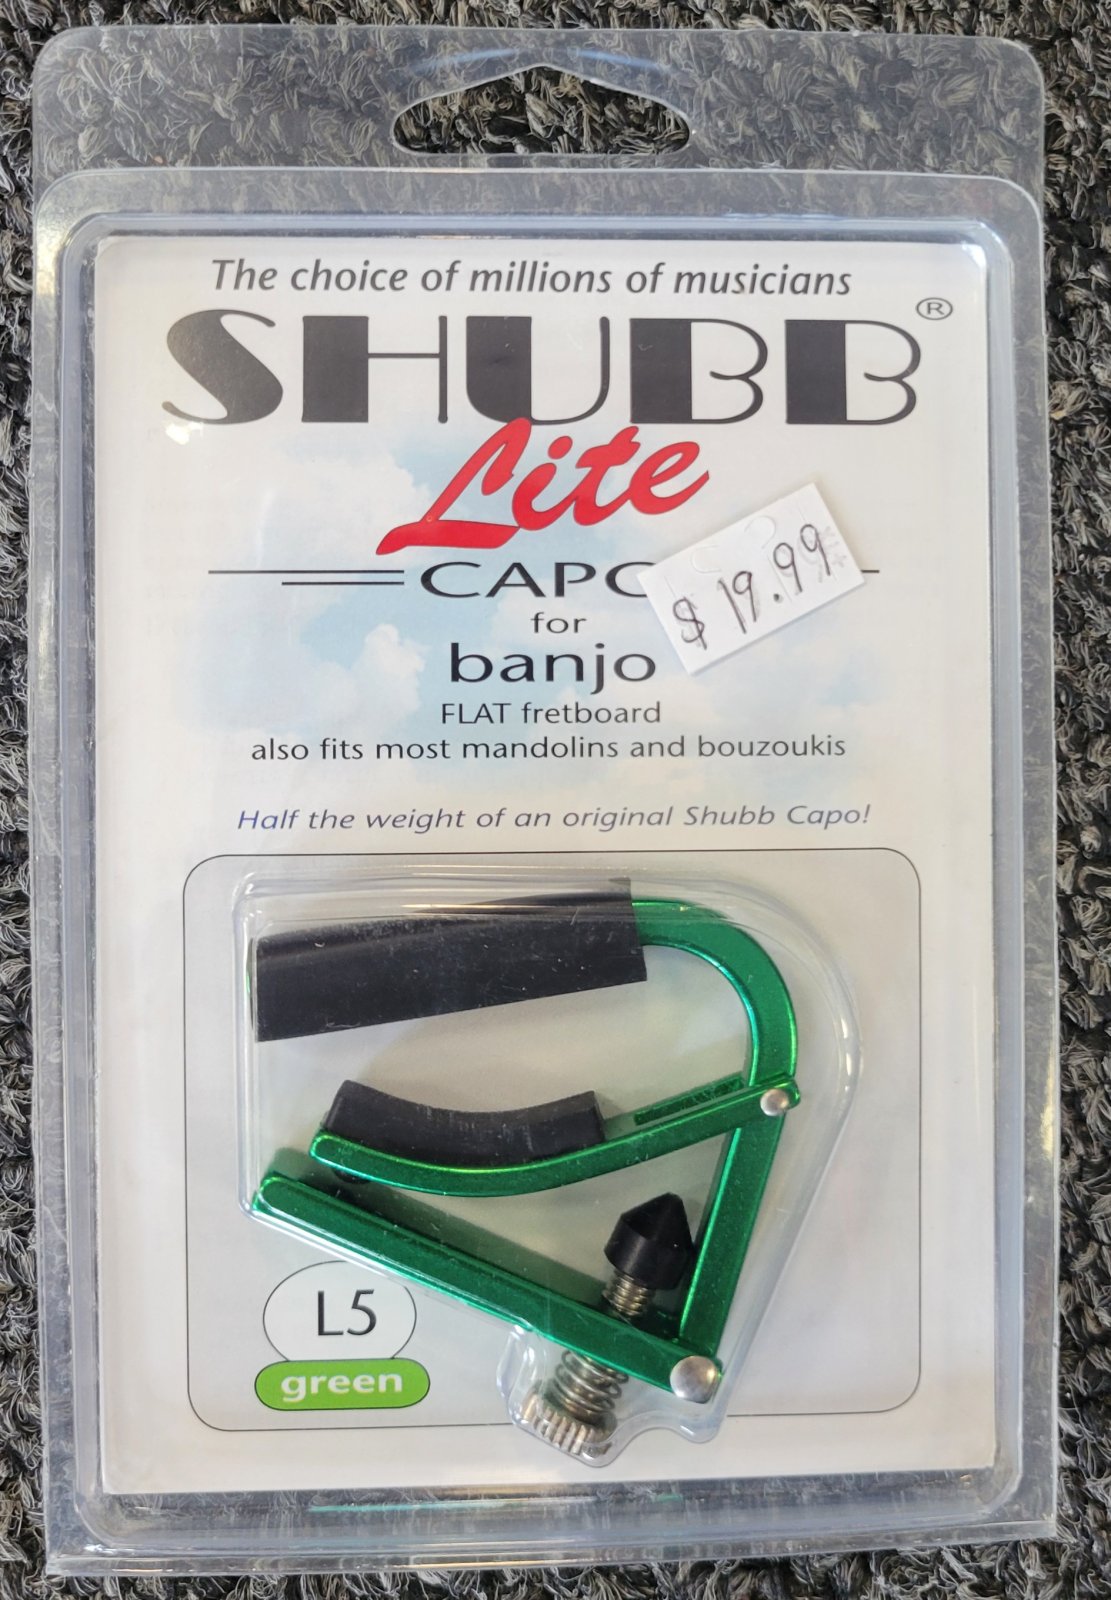 The choice of millions of musicians
SHUBB®
Lite
CAPO
$19.99
for
banjo
FLAT fretboard
also fits most mandolins and bouzoukis
Half the weight of an original Shubb Capo!
L5
green